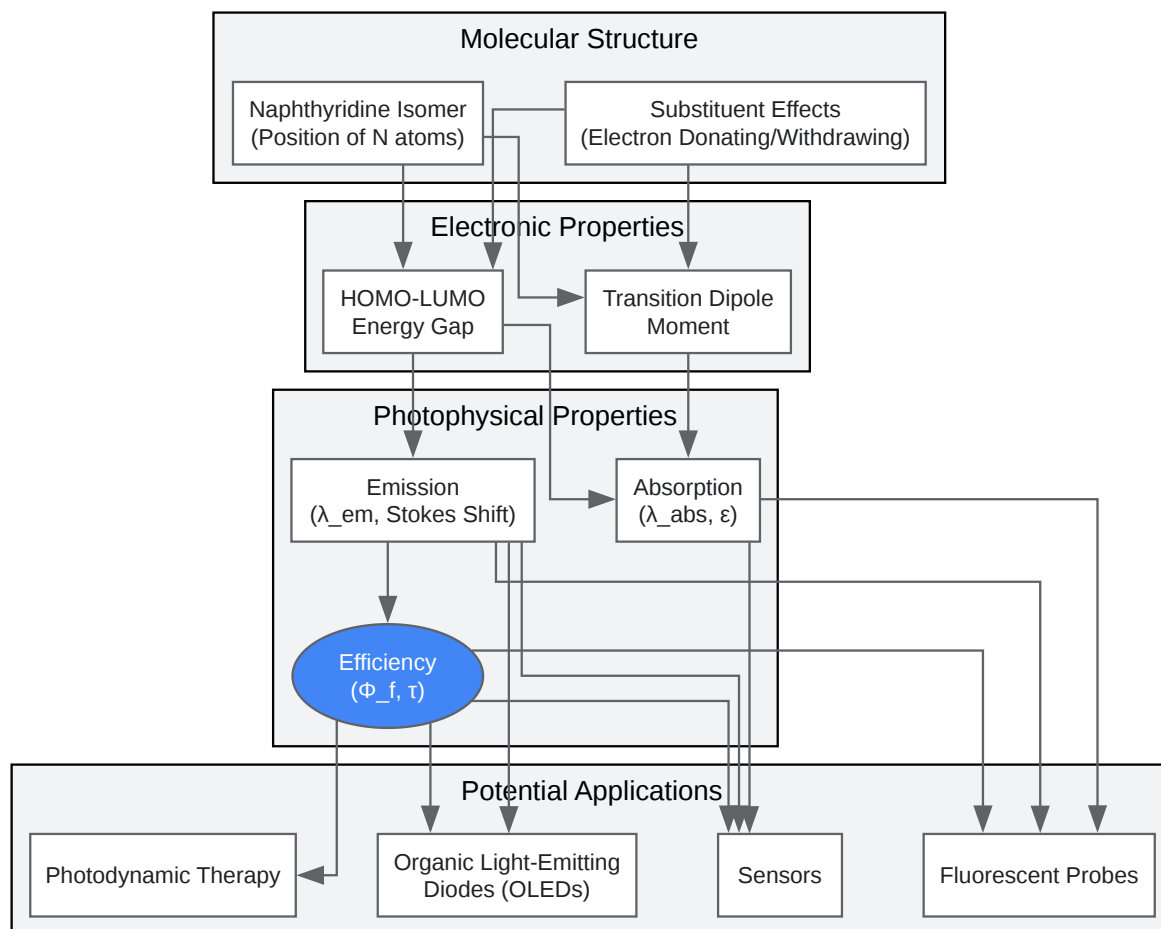 Molecular Structure
Naphthyridine Isomer
(Position of N atoms)
Substituent Effects
(Electron Donating/Withdrawing)
Electronic Properties
HOMO-LUMO
Energy Gap
Transition Dipole
Moment
Photophysical Properties
Emission
(λ_em, Stokes Shift)
Absorption
(λ_abs, ε)
Efficiency
(Φ_f, τ)
Potential Applications
Photodynamic Therapy
Organic Light-Emitting
Diodes (OLEDs)
Sensors
Fluorescent Probes